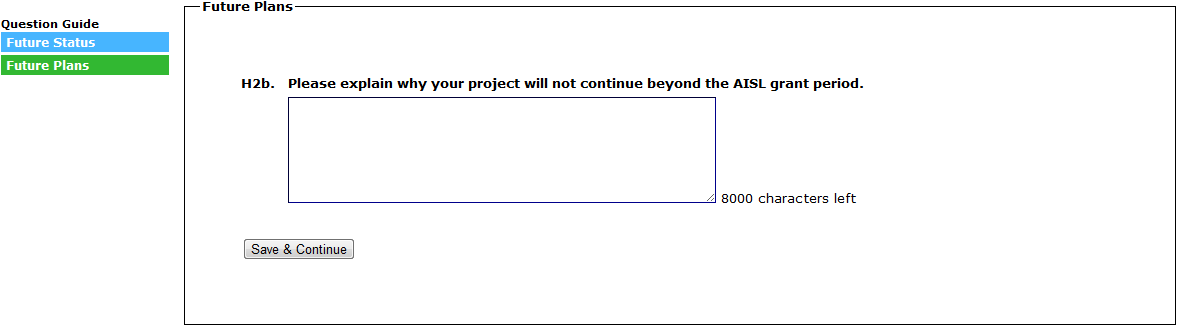 Question Guide
Future Status
Future Plans
Future Plans
H2b. Please explain why your project will not continue beyond the AISL grant period.
8000 characters left
Save & Continue